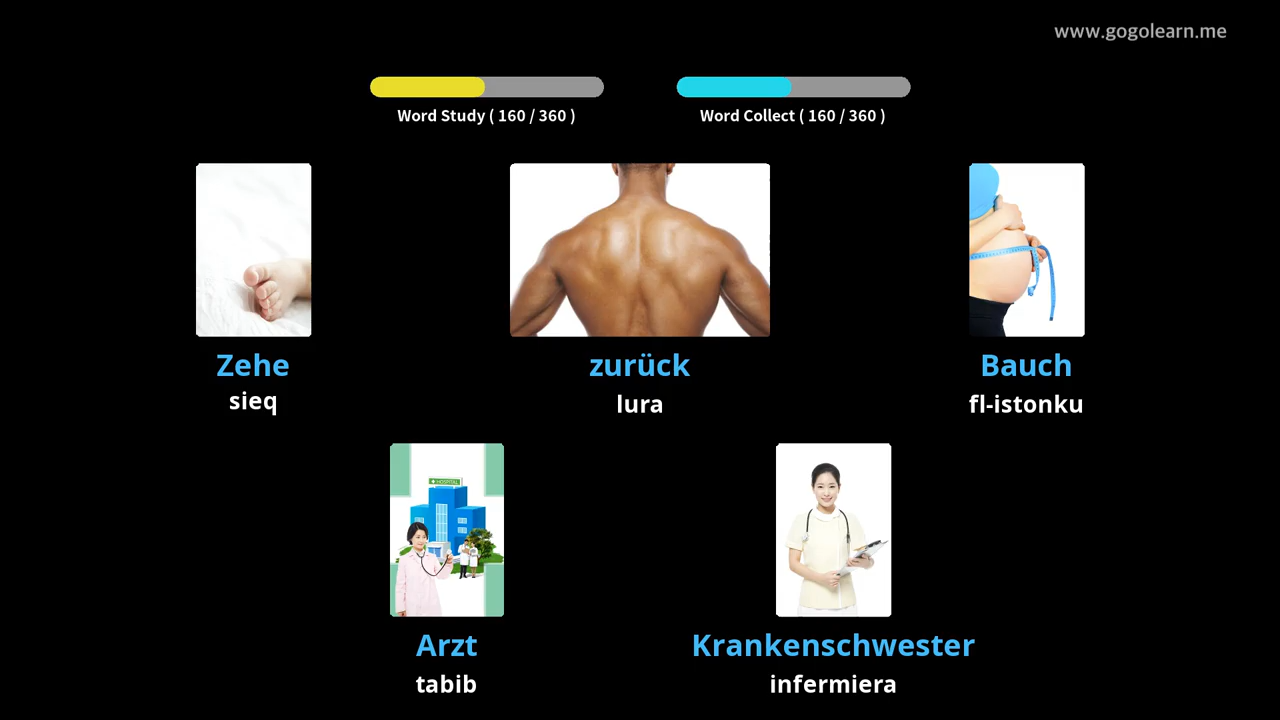 www.gogolearn.me
Word Study ( 160 / 360 )
Word Collect ( 160 / 360 )
Zehe
sieq
zurück
lura
Bauch
fl-istonku
HOSPITAL
Arzt
tabib
Krankenschwester
infermiera